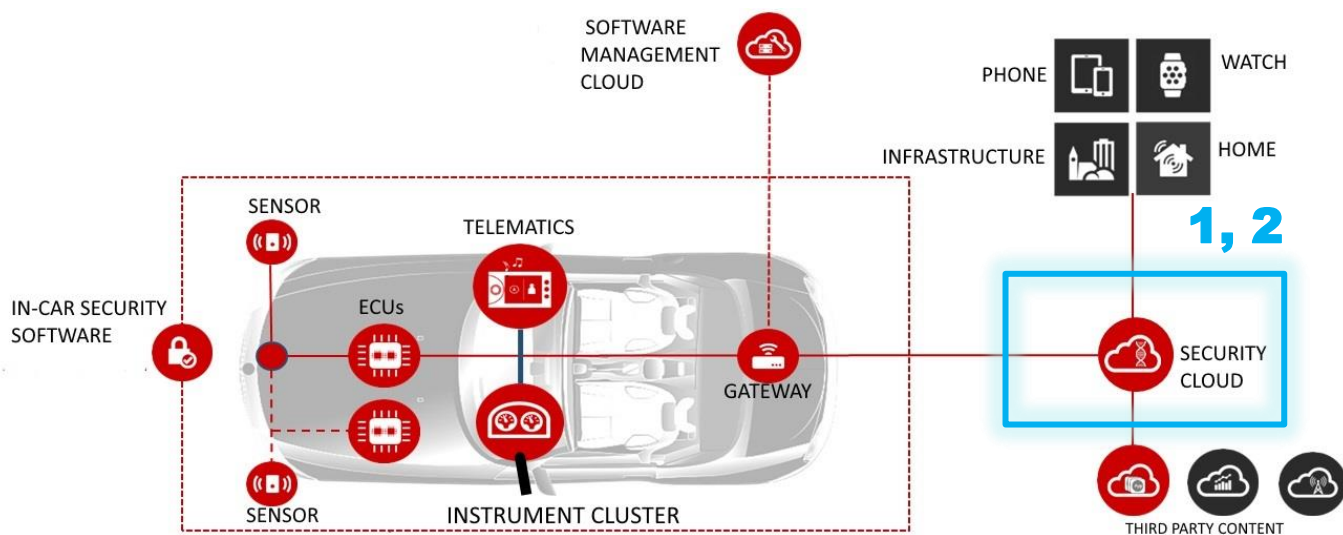 SOFTWARE
MANAGEMENT
CLOUD
PHONE
WATCH
INFRASTRUCTURE
HOME
1, 2
SENSOR
TELEMATICS
IN-CAR SECURITY
SOFTWARE
ECUs
GATEWAY
SECURITY
CLOUD
SENSOR
INSTRUMENT CLUSTER
THIRD PARTY CONTENT